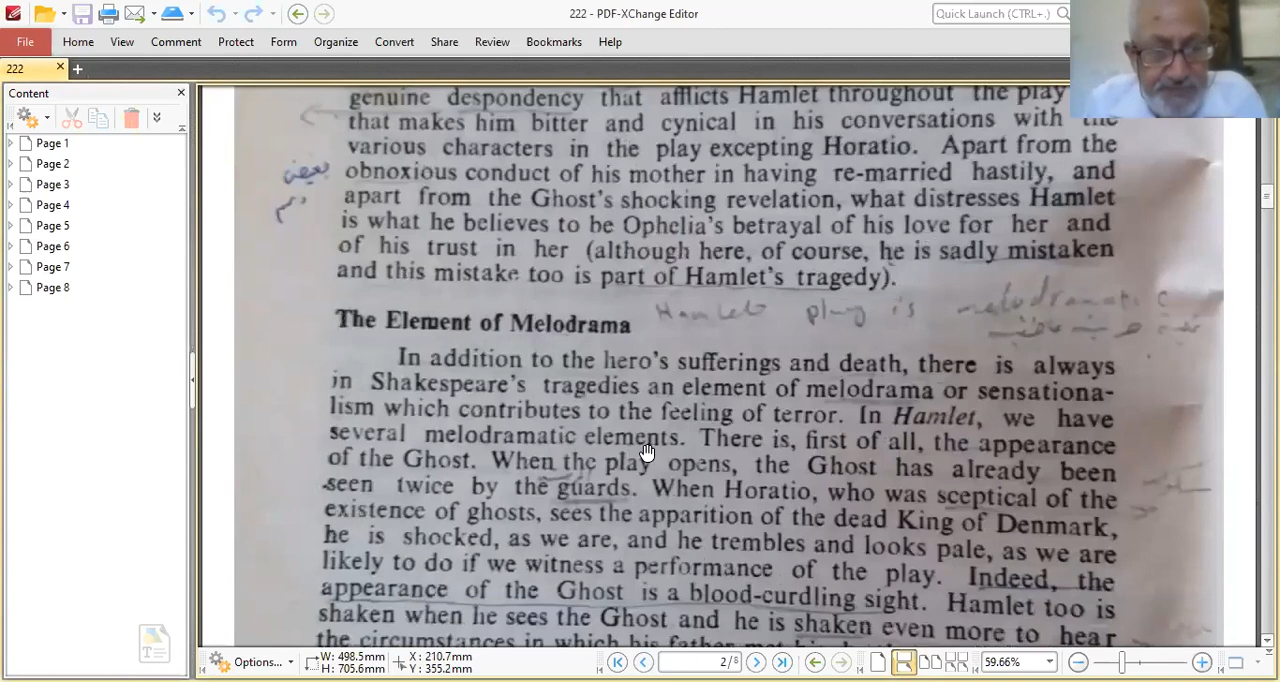 222 - PDF-XChange Editor
Quick Launch (CTRL+.)
File Home View Comment Protect Form Organize Convert Share Review Bookmarks Help
222
Content
Page 1
Page 2
Page 3
Page 4
Page 5
Page 6
Page 7
Page 8
genuine despondency that afflicts Hamlet throughout the play
that makes him bitter and cynical in his conversations with the
various characters in the play excepting Horatio. Apart from the
obnoxious conduct of his mother in having re-married hastily, and
apart from the Ghost's shocking revelation, what distresses Hamlet
is what he believes to be Ophelia's betrayal of his love for her and
of his trust in her (although here, of course, he is sadly mistaken
and this mistake too is part of Hamlet's tragedy).
Hamlet play is melodramatic
The Element of Melodrama
In addition to the hero's sufferings and death, there is always
in Shakespeare's tragedies an element of melodrama or sensationa-
lism which contributes to the feeling of terror. In Hamlet, we have
several melodramatic elements. There is, first of all, the appearance
of the Ghost. When the play opens, the Ghost has already been
seen twice by the guards. When Horatio, who was sceptical of the
existence of ghosts, sees the apparition of the dead King of Denmark,
he is shocked, as we are, and he trembles and looks pale, as we are
likely to do if we witness a performance of the play. Indeed, the
appearance of the Ghost is a blood-curdling sight. Hamlet too is
shaken when he sees the Ghost and he is shaken even more to hear
the circumstances in which his father met his
Options...
W: 498.5mm
H: 705.6mm
X: 210.7mm
Y: 355.2mm
2/8
59.66%